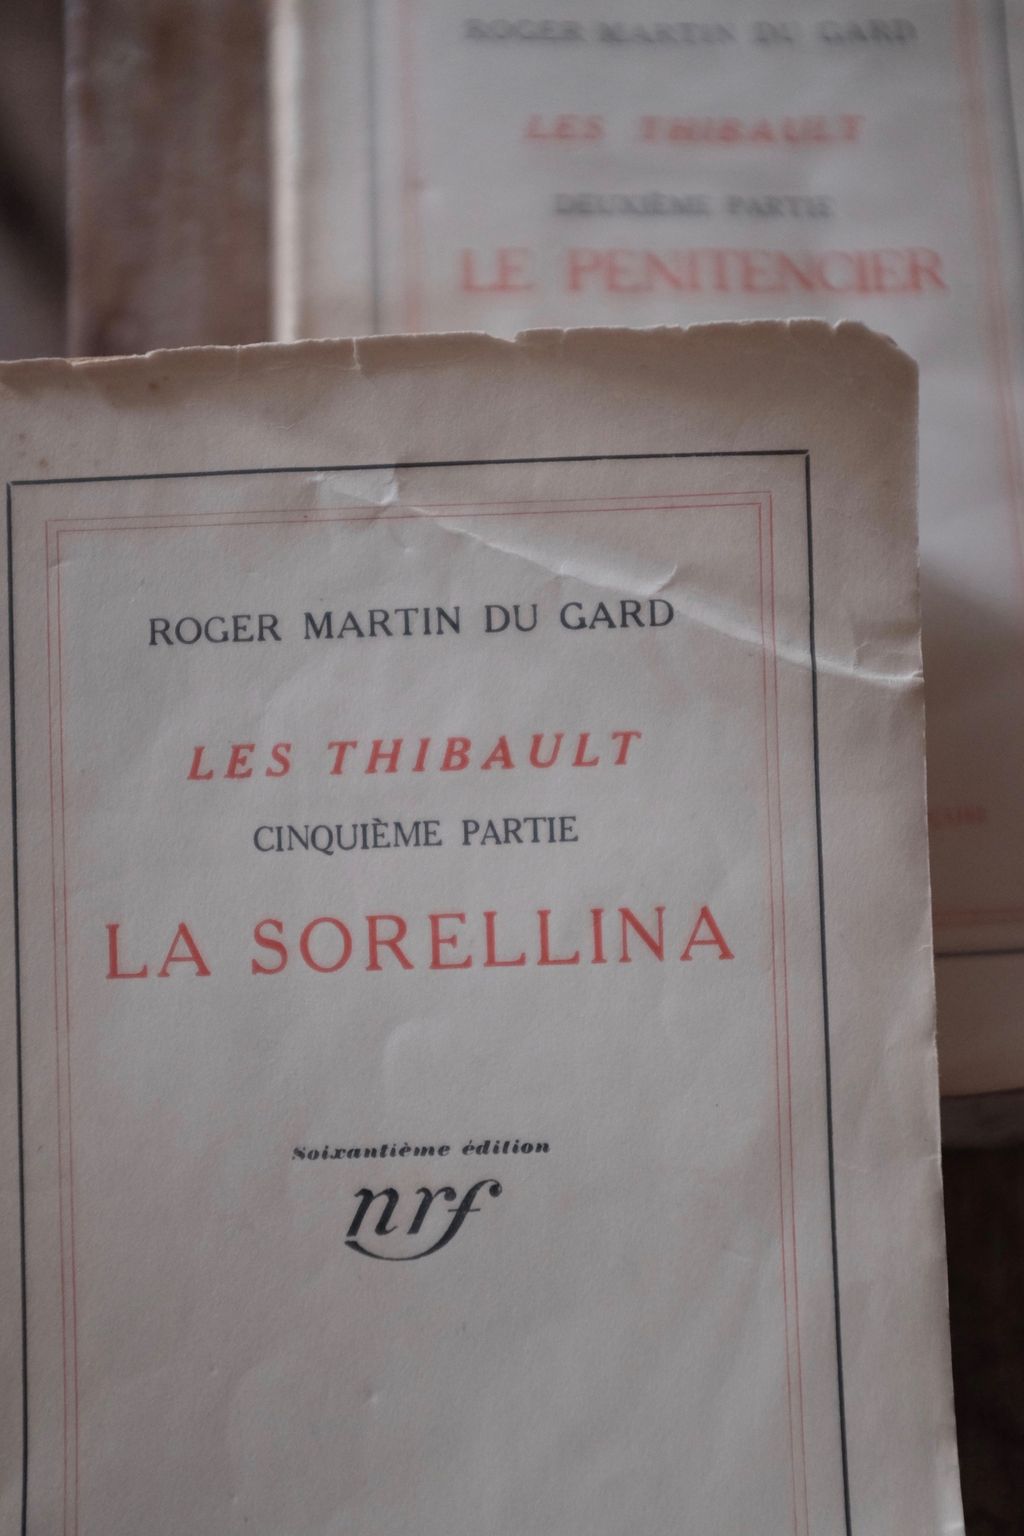 ROGER MARTIN DU GARD
LES THIBAULT
DEUXIÈME PARTIE
LE PENITENCIER
ROGER MARTIN DU GARD
LES THIBAULT
CINQUIÈME PARTIE
LA SORELLINA
Soixantième édition
nrf